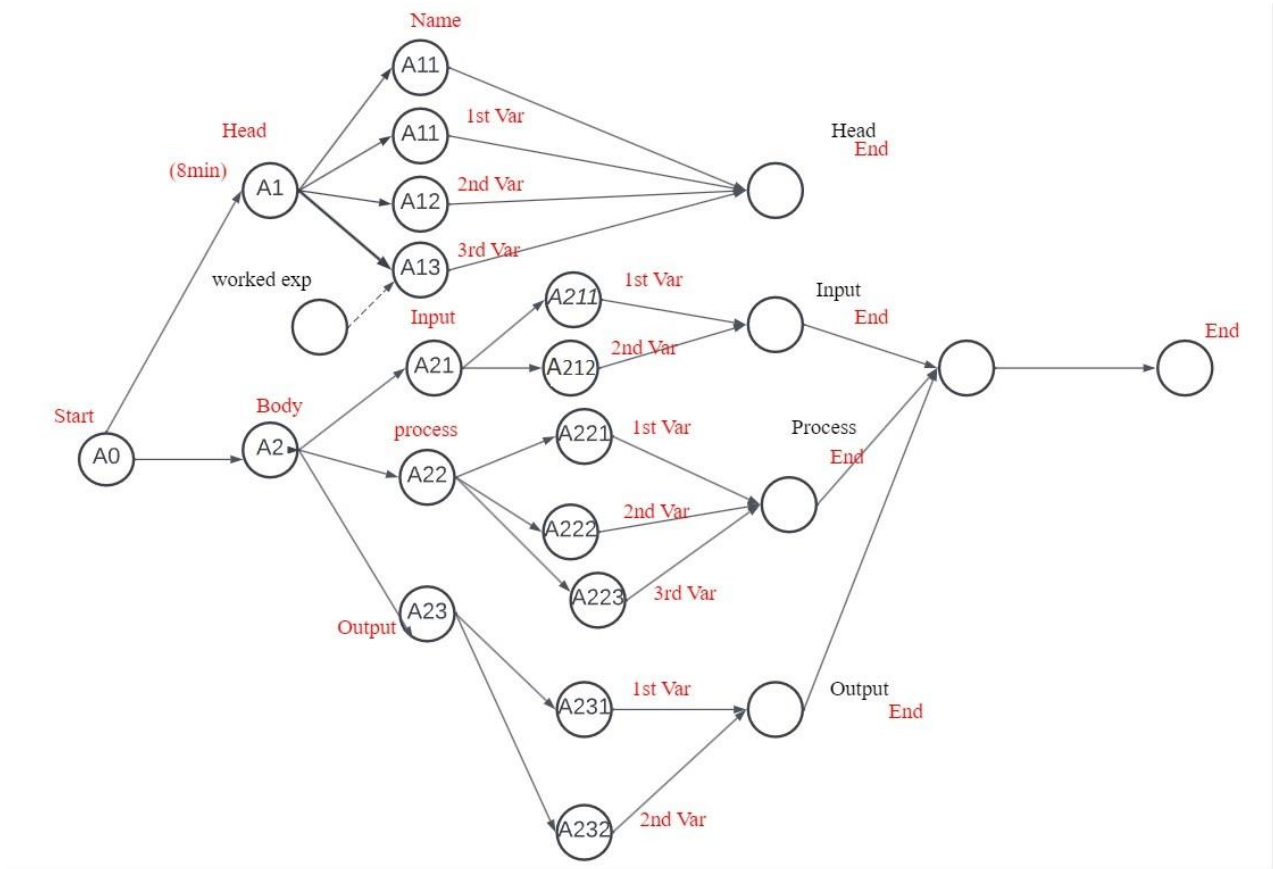 Name
A11
1st Var
Head
A11
Head
End
(8min)
A1
2nd Var
A12
3rd Var
A13
worked exp
1st Var
Input
End
A211
Input
2nd Var
End
A21
A212
Start
Body
process
1st Var
Process
End
A0
A2
A221
A22
2nd Var
A222
A223
3rd Var
A23
Output
1st Var
Output
End
A231
2nd Var
A232